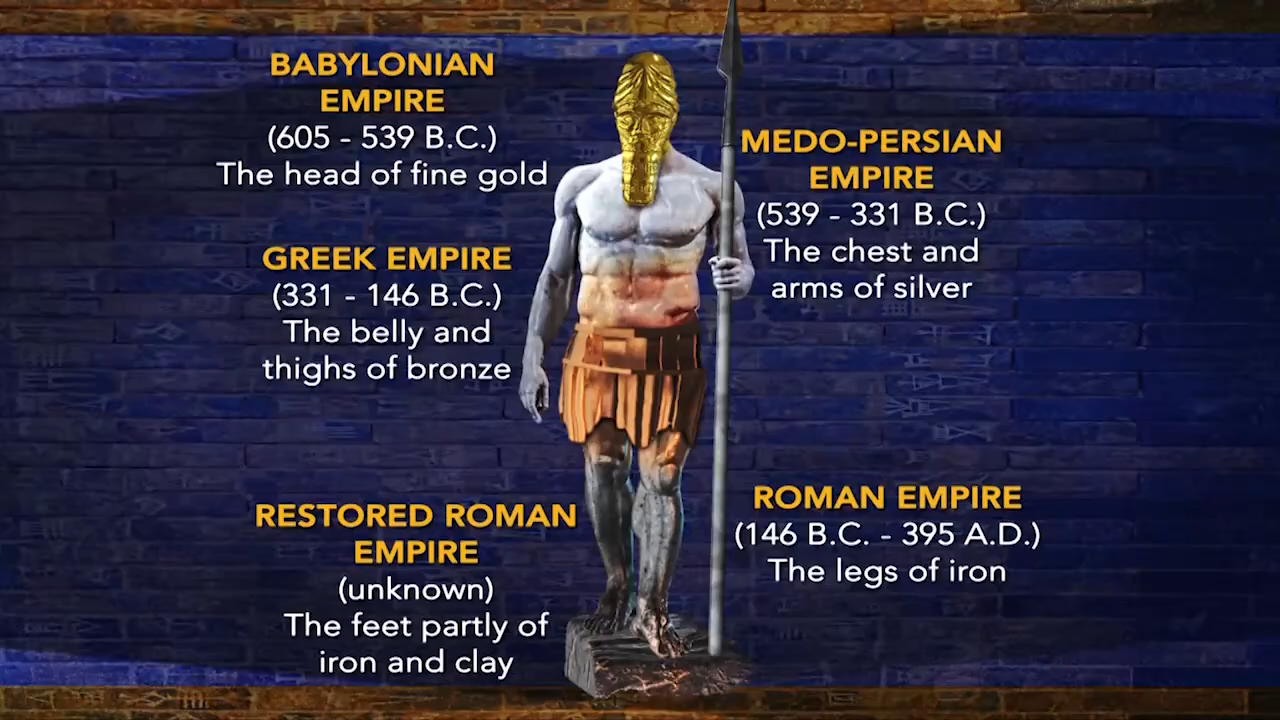 BABYLONIAN
EMPIRE
(605 - 539 B.C.)
The head of fine gold
MEDO-PERSIAN
EMPIRE
(539 - 331 B.C.)
The chest and
arms of silver
GREEK EMPIRE
(331 - 146 B.C.)
The belly and
thighs of bronze
ROMAN EMPIRE
(146 B.C. - 395 A.D.)
The legs of iron
RESTORED ROMAN
EMPIRE
(unknown)
The feet partly of
iron and clay